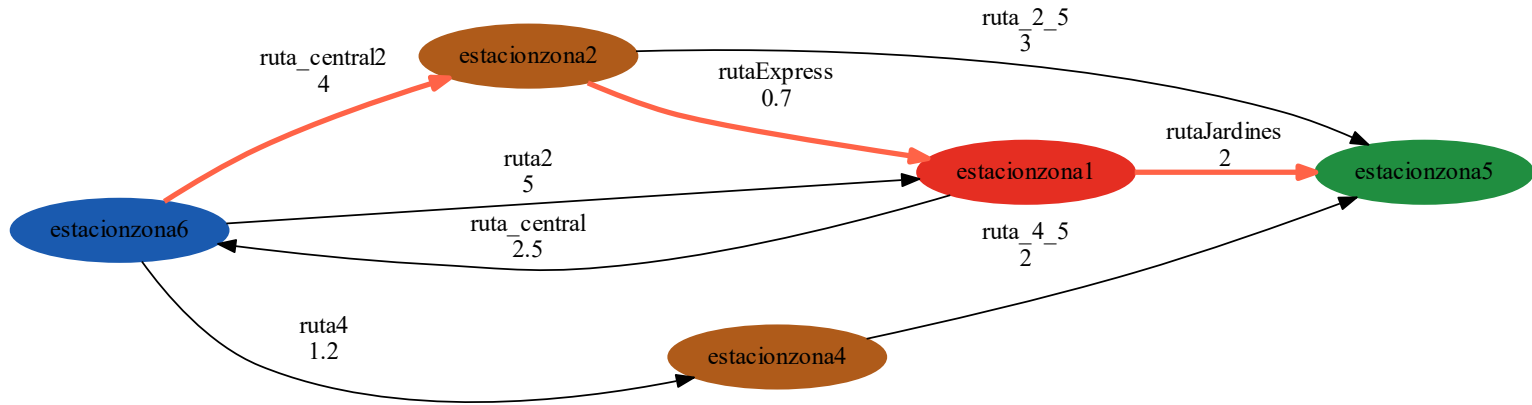 ruta_2_5
3
ruta_central2
4
estacionzona2
rutaExpress
0.7
rutaJardines
2
ruta2
5
estacionzona1
estacionzona5
estacionzona6
ruta_central
2.5
ruta_4_5
2
ruta4
1.2
estacionzona4